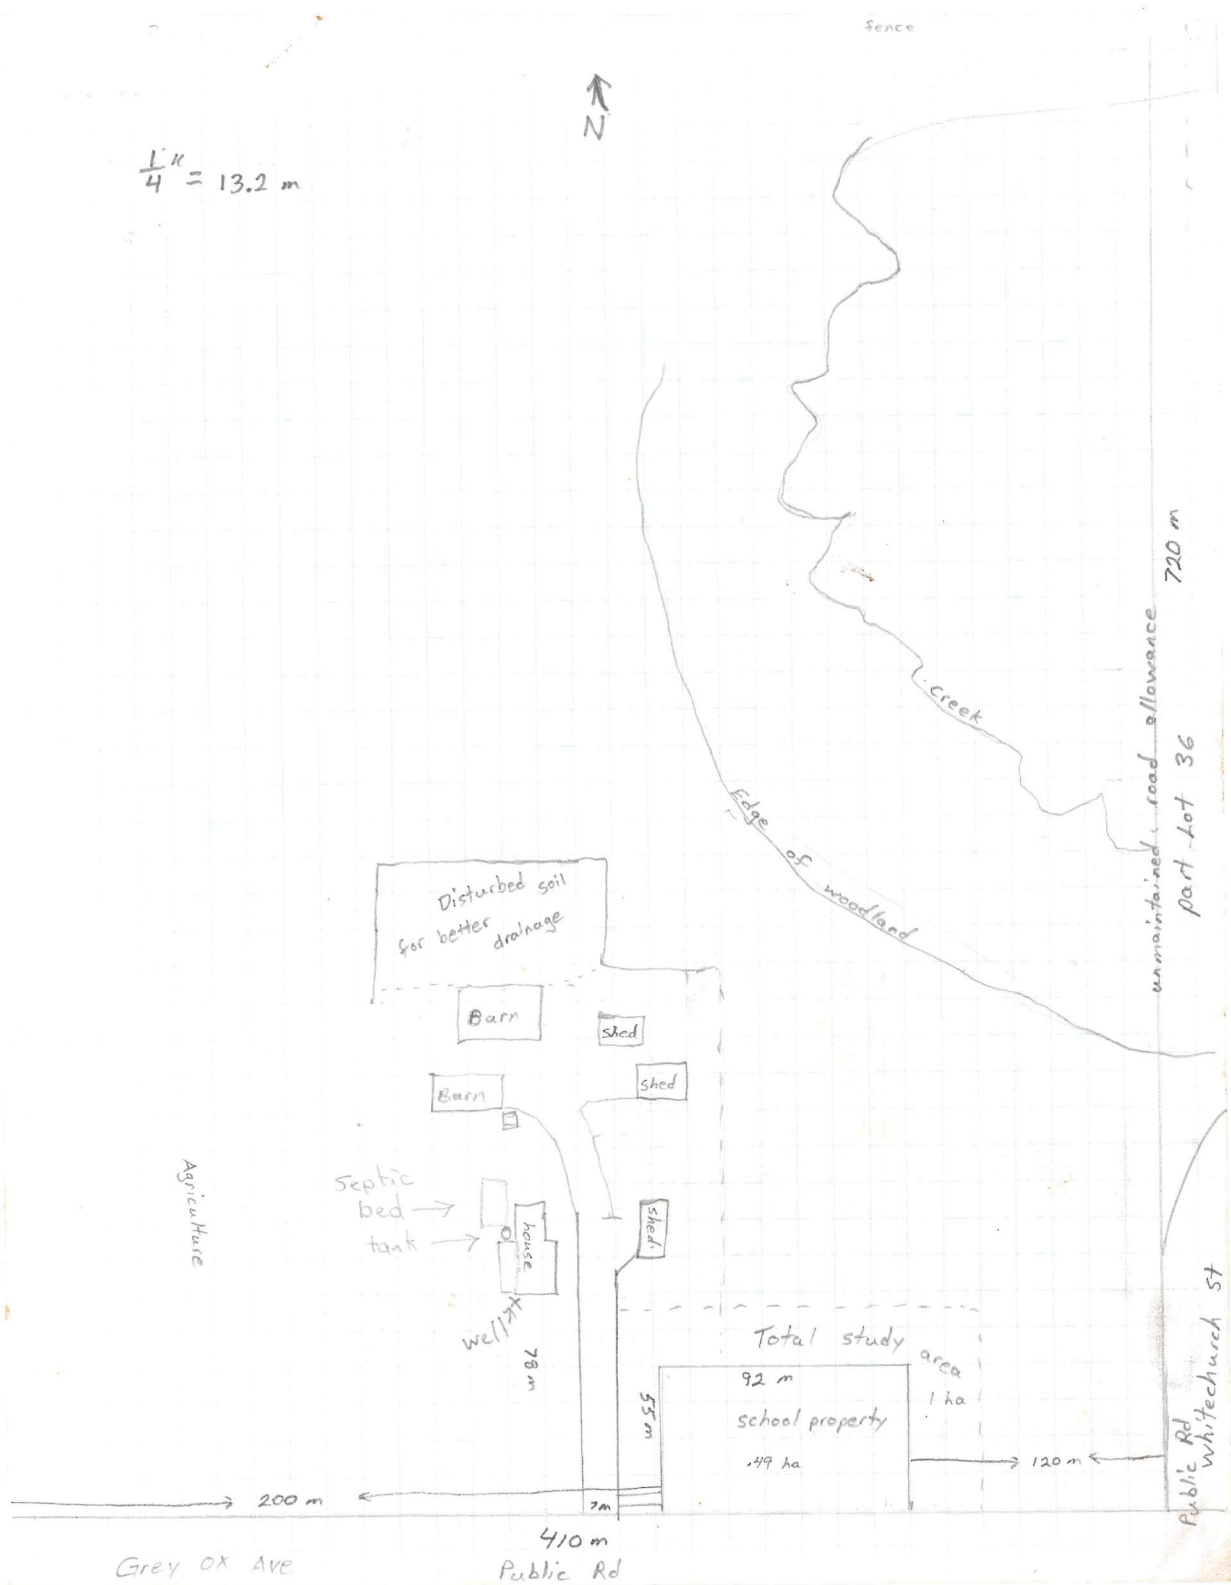 fence
N
1/4" = 13.2 m
720 m
creek
unmaintained road allowance
part Lot 36
Edge of woodland
Disturbed soil
for better drainage
Barn
shed
shed
Barn
Agriculture
Septic
bed
tank
house
shed
well
78 m
Total study area
1 ha
92 m
55 m
school property
.49 ha
120 m
Public Rd
Whitechurch St
200 m
7m
410 m
Grey Ox Ave
Public Rd